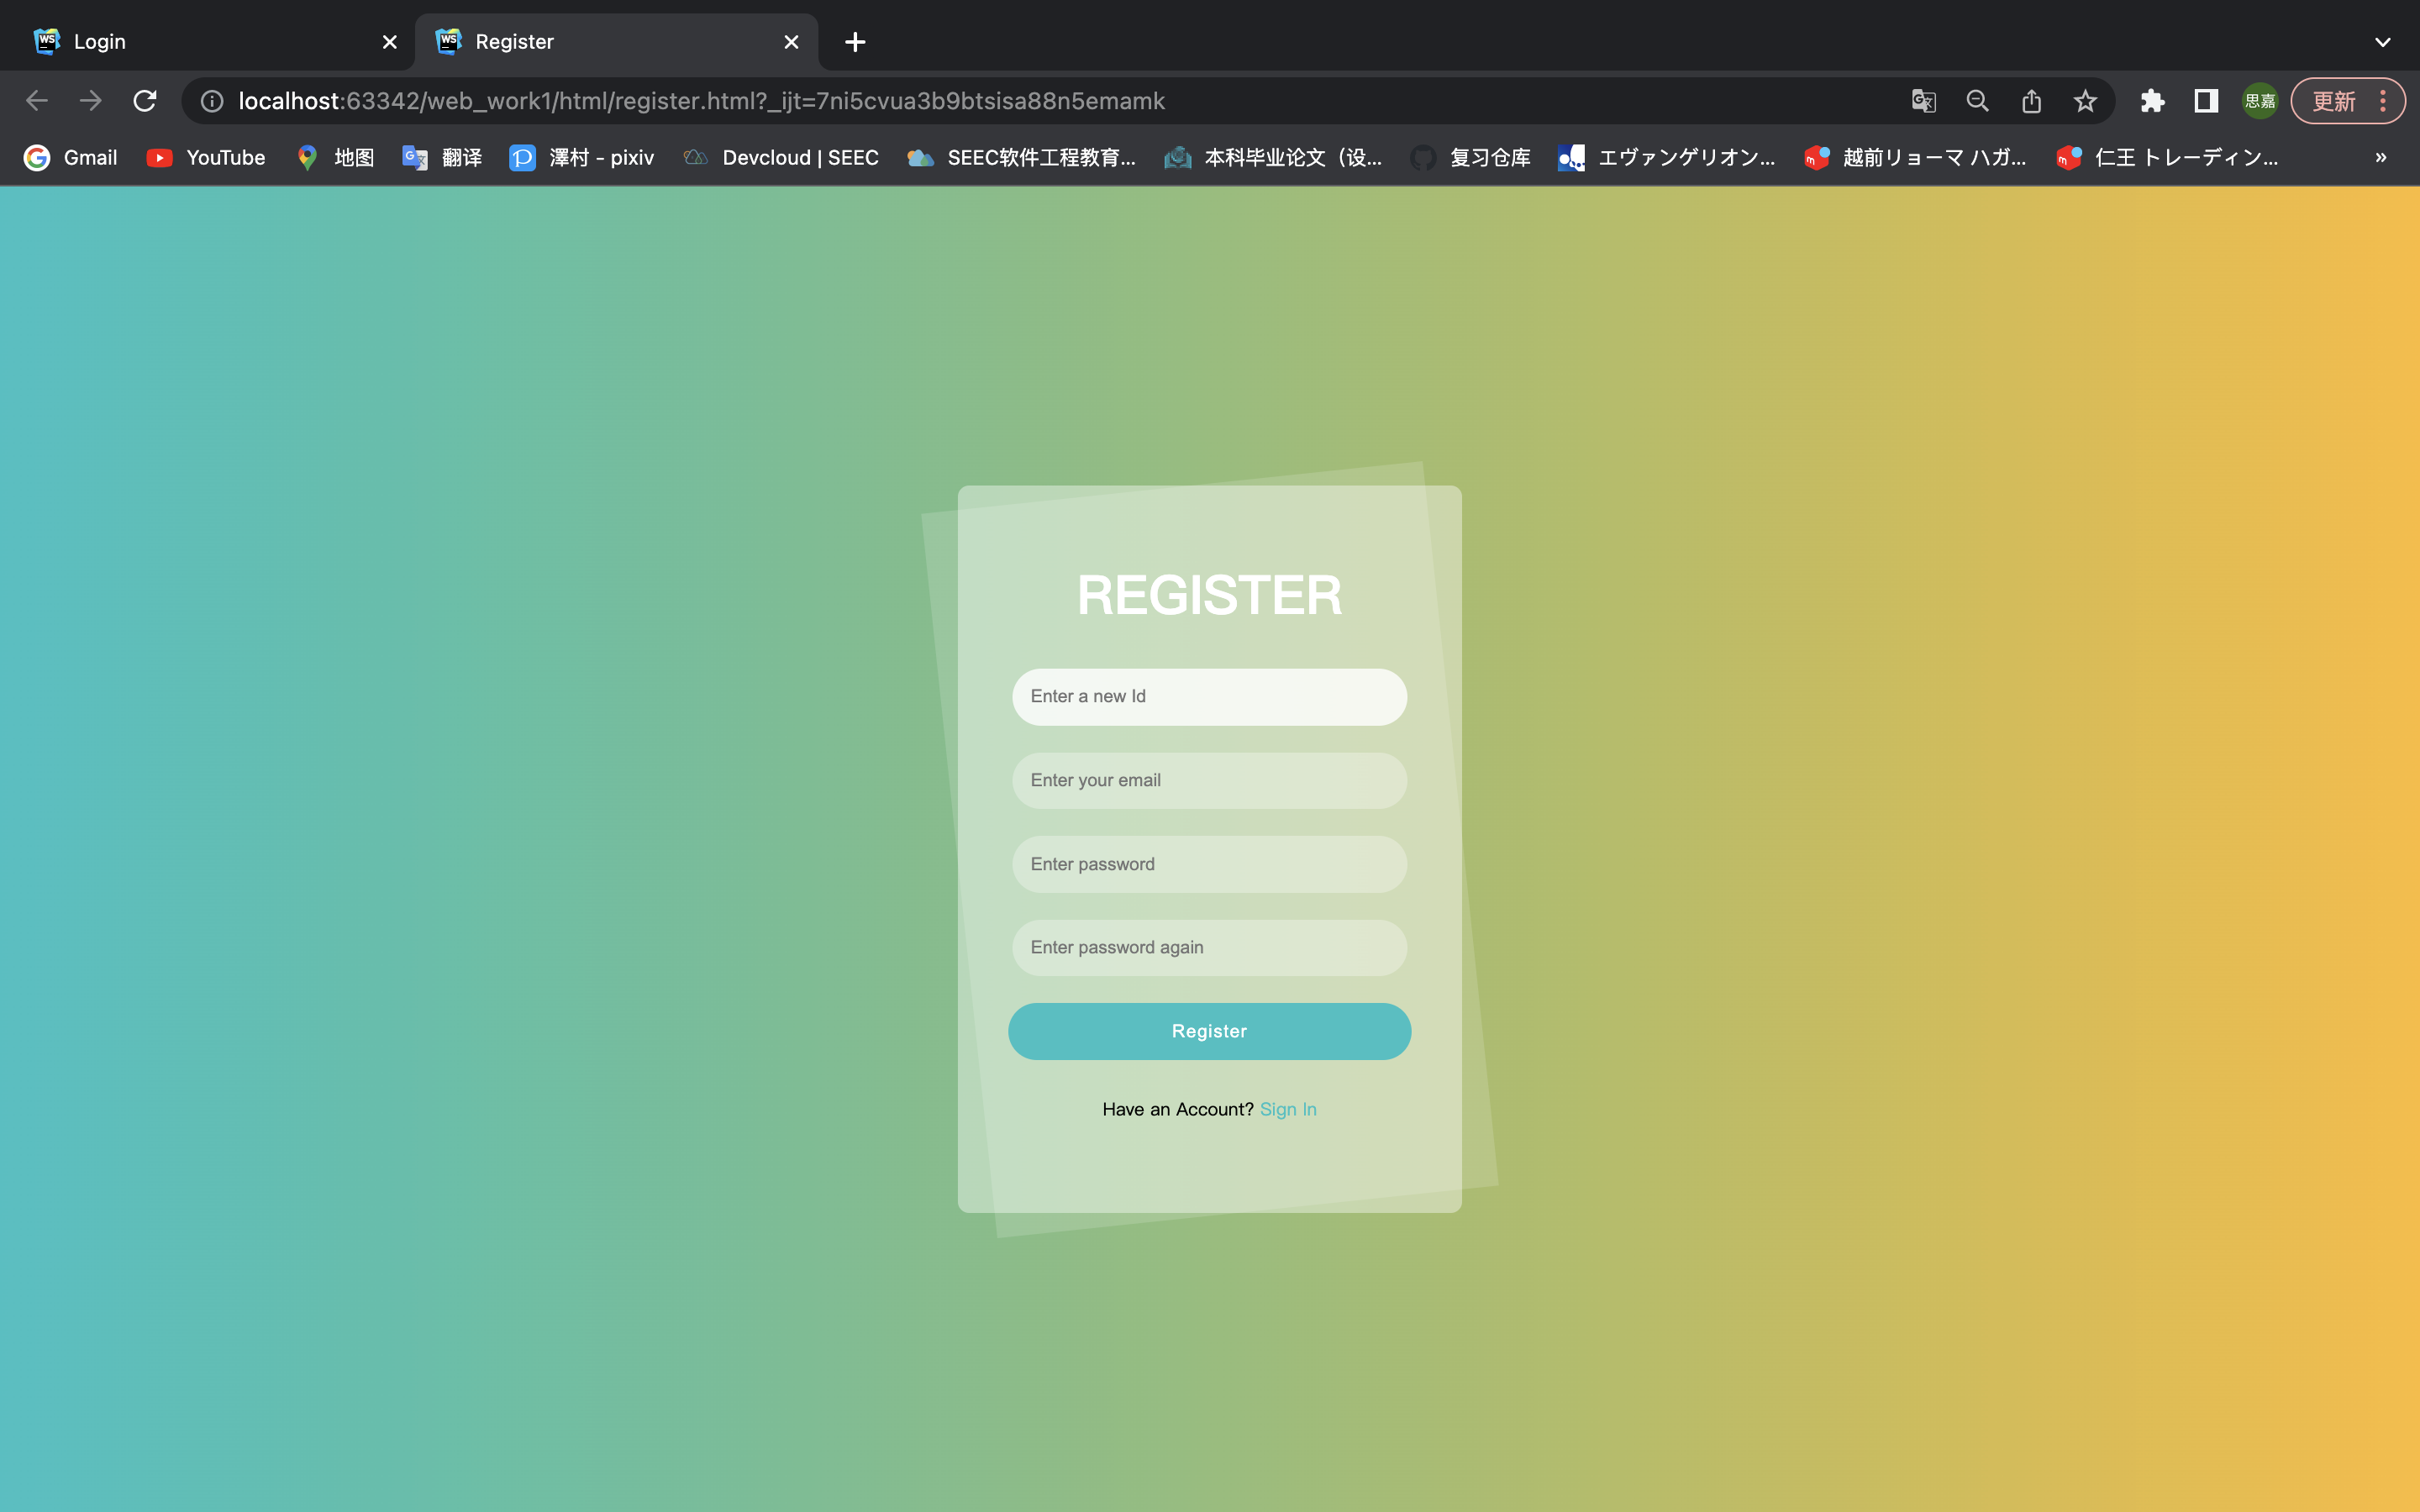 Login
Register
localhost:63342/web_work1/html/register.html?_ijt=7ni5cvua3b9btsisa88n5emamk
思嘉
更新
Gmail
YouTube
地图
翻译
澤村 - pixiv
Devcloud | SEEC
SEEC软件工程教育...
本科毕业论文（设...
复习仓库
エヴァンゲリオン...
越前リョーマ ハガ...
仁王 トレーディン...
»
REGISTER
Enter a new Id
Enter your email
Enter password
Enter password again
Register
Have an Account? Sign In